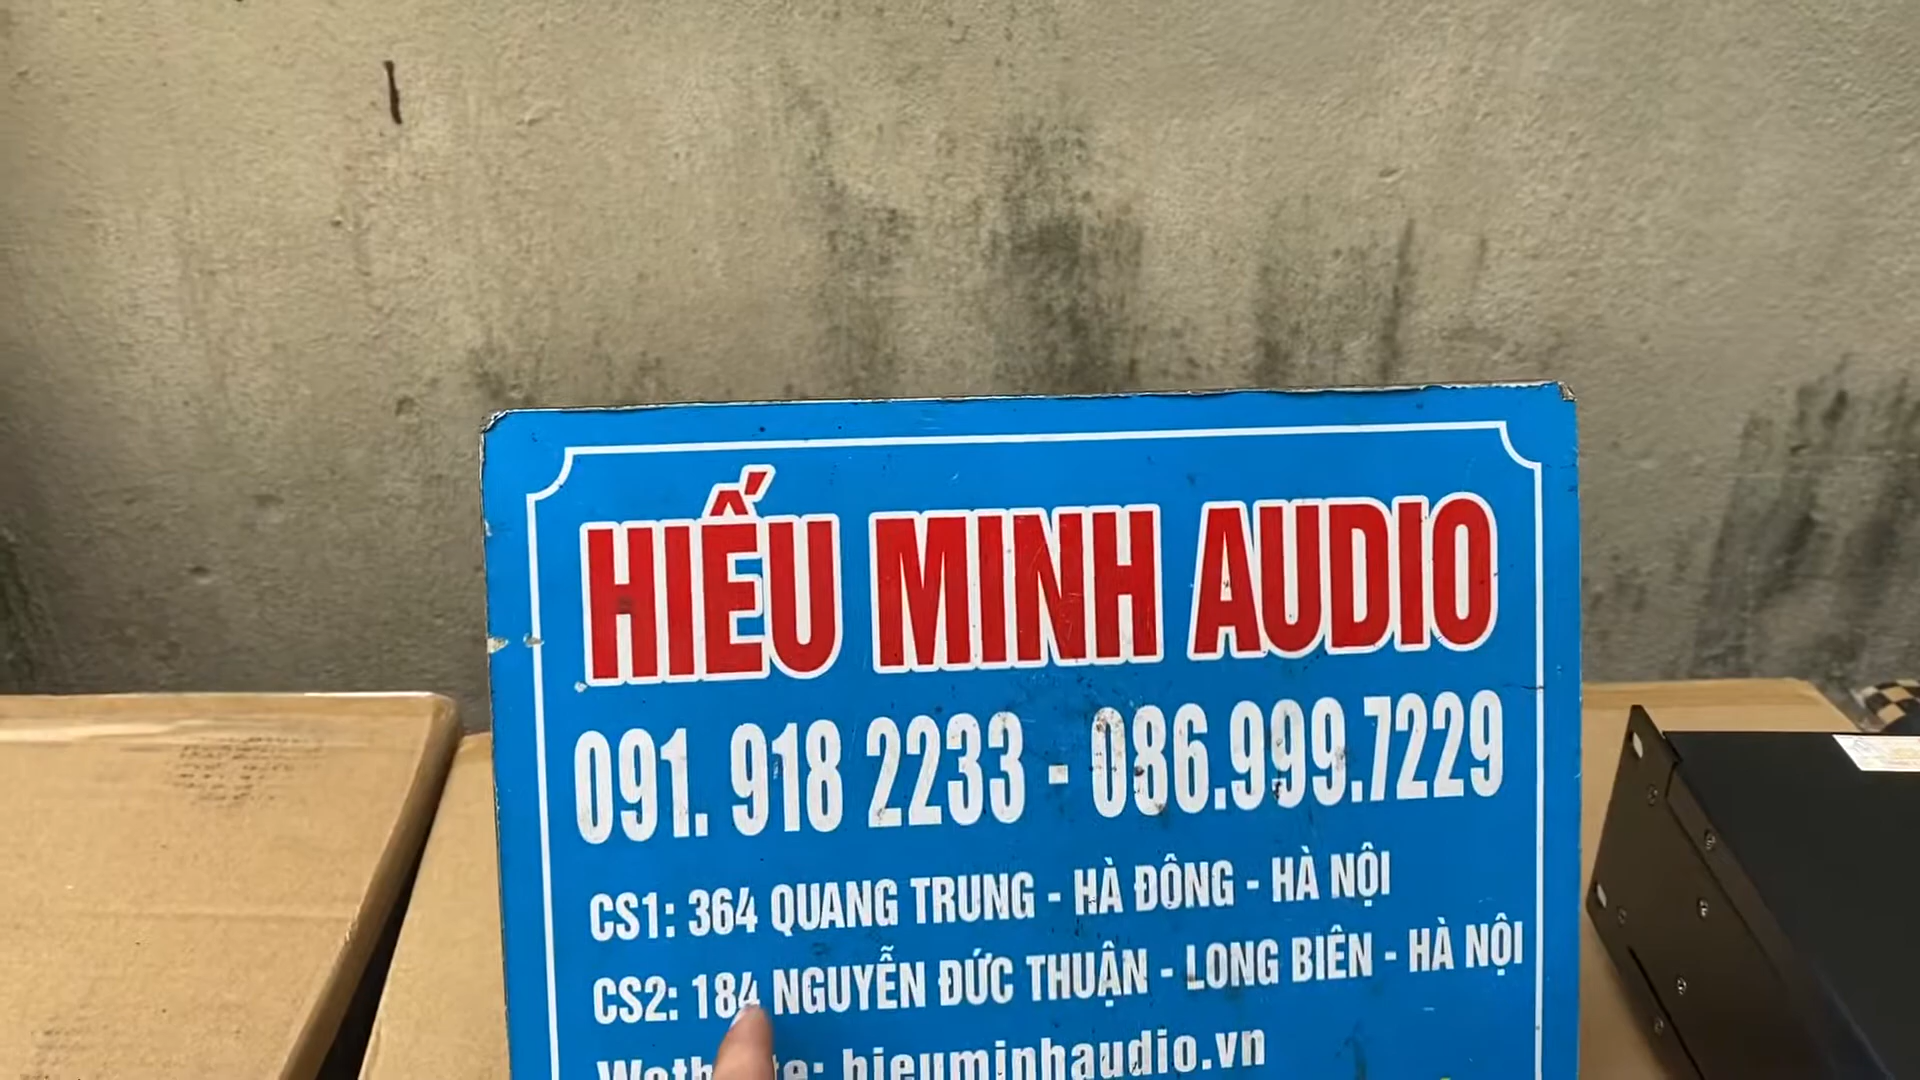 HIẾU MINH AUDIO
091. 918 2233 - 086.999.7229
CS1: 364 QUANG TRUNG - HÀ ĐÔNG - HÀ NỘI
CS2: 184 NGUYỄN ĐỨC THUẬN - LONG BIÊN - HÀ NỘI
hieuminhaudio.vn